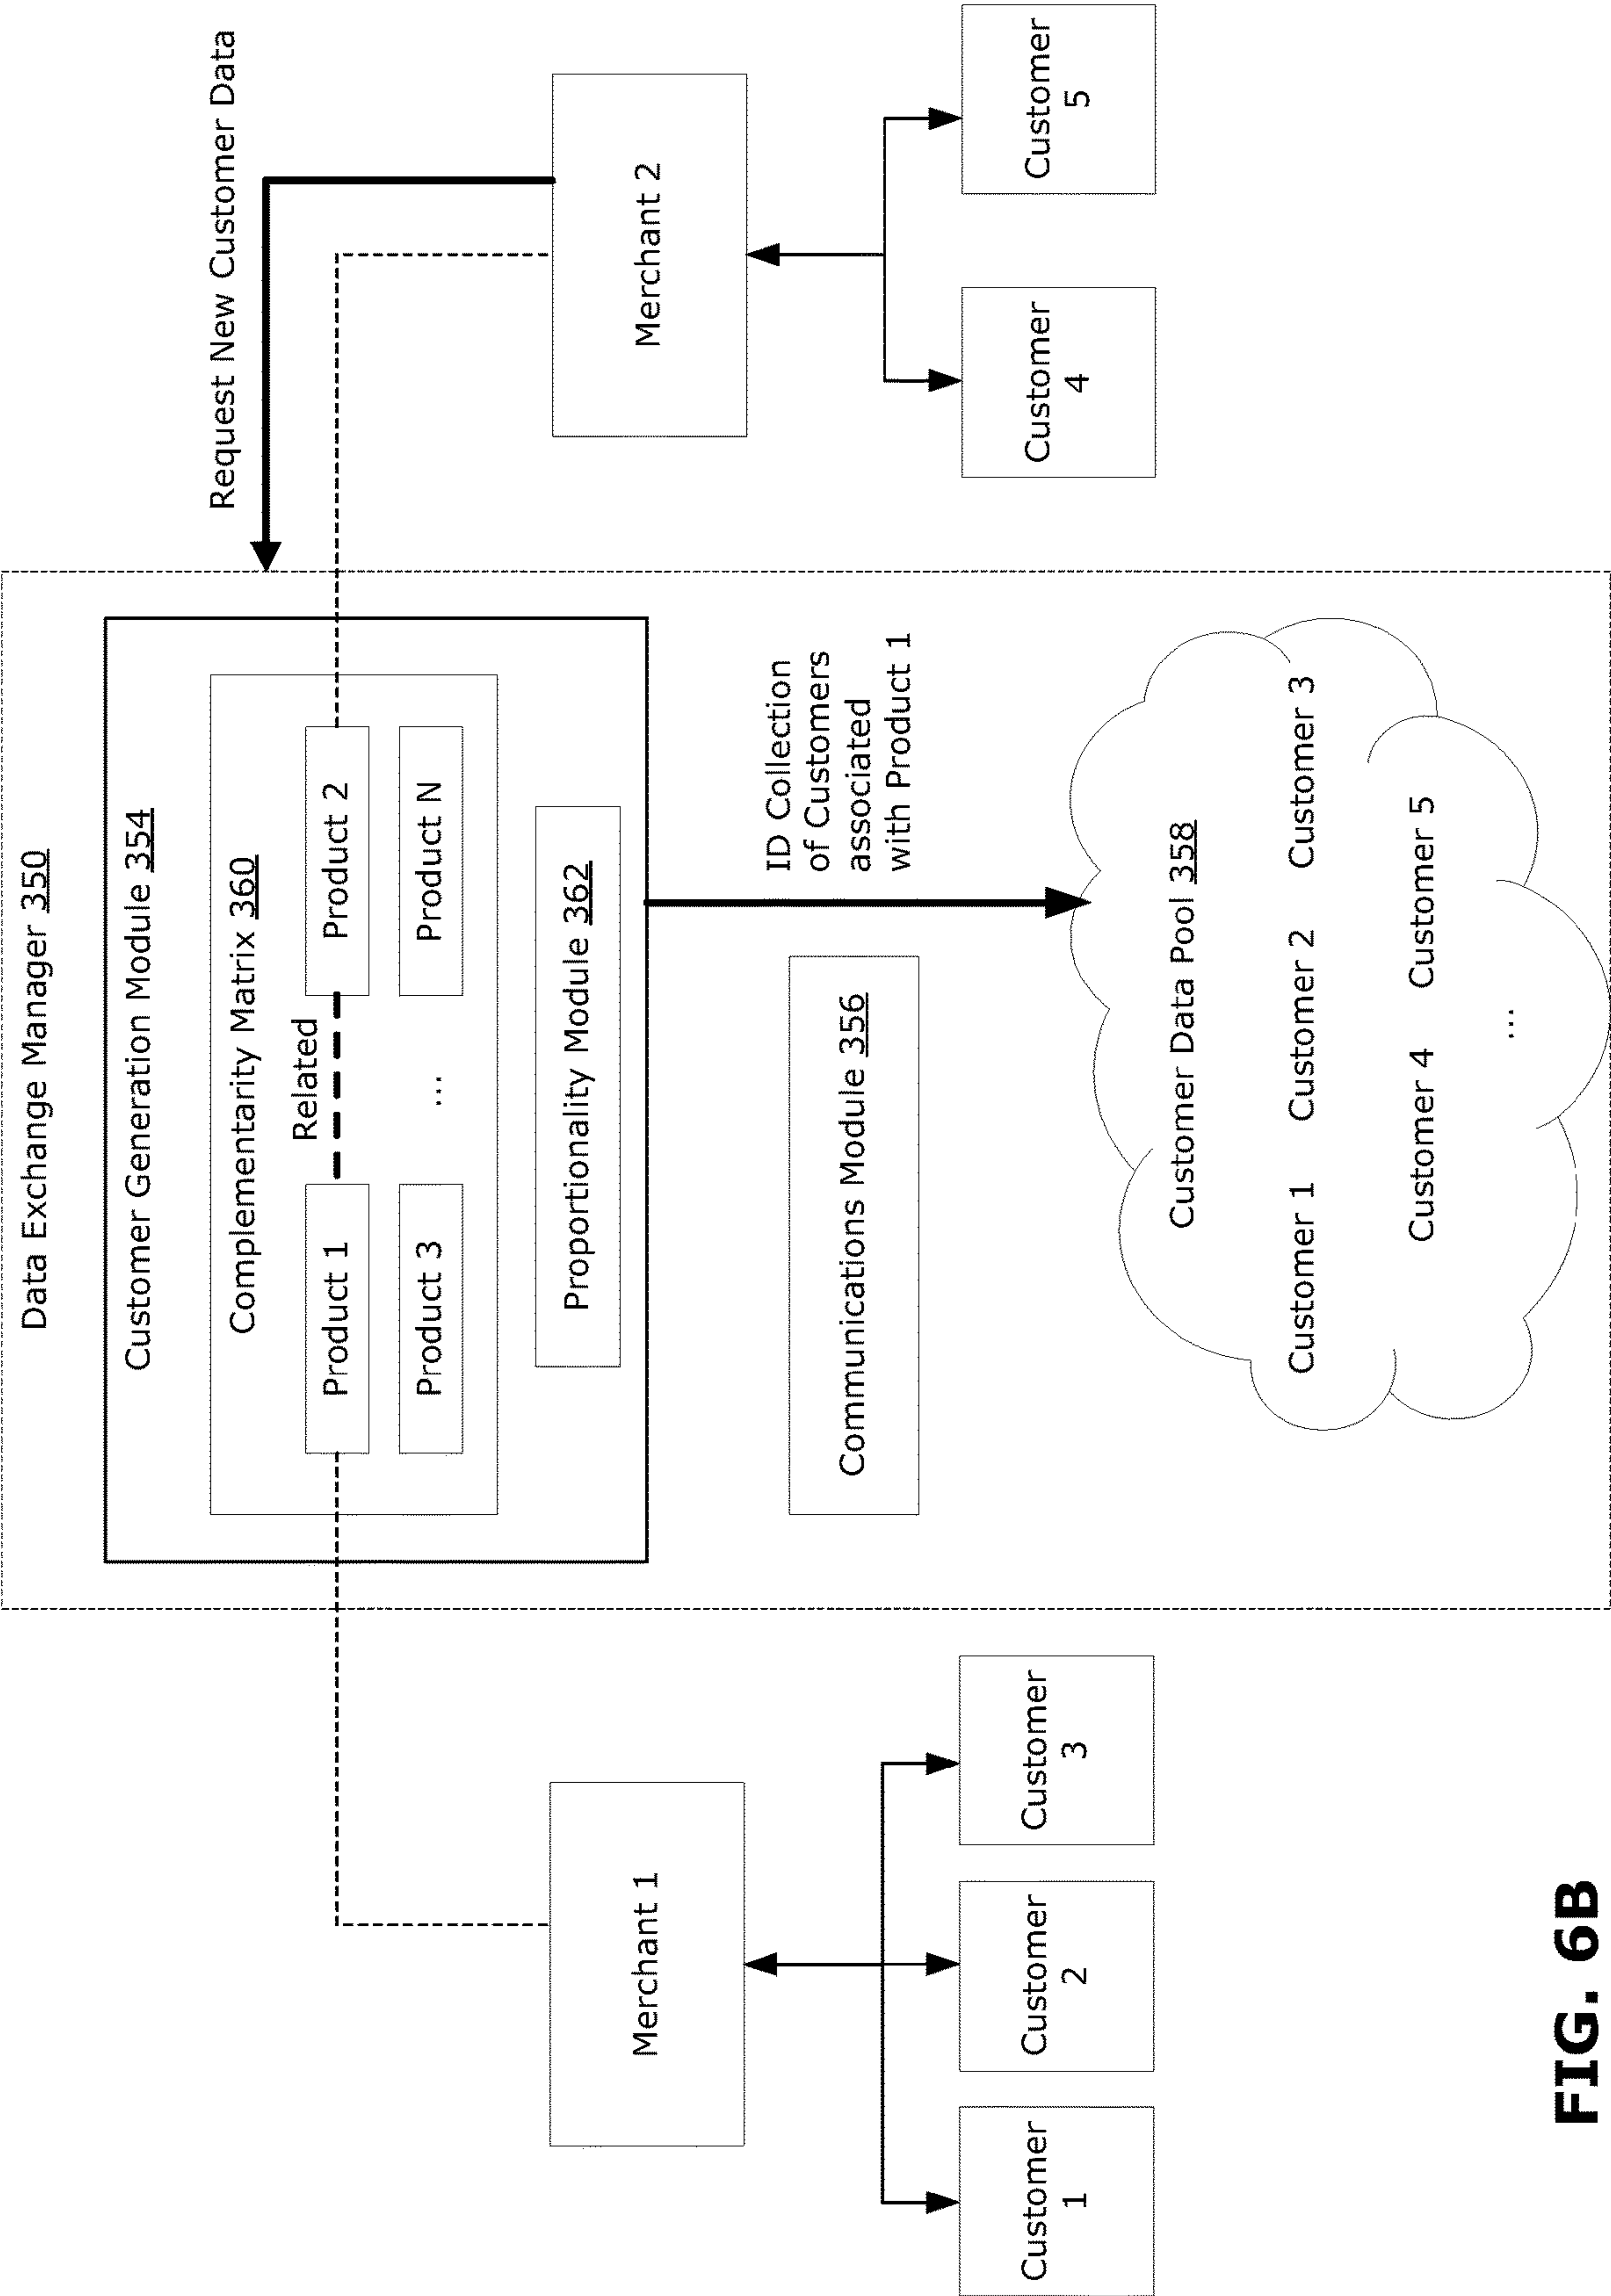 Data Exchange Manager 350
Request New Customer Data
Customer Generation Module 354
Complementarity Matrix 360
Related
Product 1
Product 2
Product 3
...
Product N
Proportionality Module 362
Merchant 1
Merchant 2
ID Collection
of Customers
associated
with Product 1
Communications Module 356
Customer
1
Customer
2
Customer
3
Customer
4
Customer
5
Customer Data Pool 358
Customer 1 Customer 2 Customer 3
Customer 4 Customer 5
...
FIG. 6B